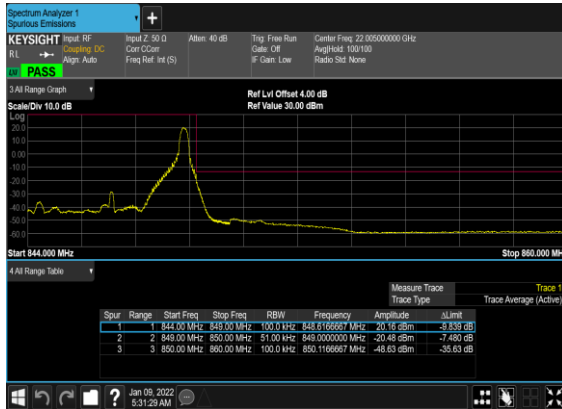 Spectrum Analyzer 1
Spurious Emissions
KEYSIGHT Input: RF Input Z: 50 Ω Atten: 40 dB Trig: Free Run Center Freq: 22.005000000 GHz
RL Coupling: DC Corr CCorr Gate: Off Avg|Hold: 100/100
Align: Auto Freq Ref: Int (S) IF Gain: Low Radio Std: None
PASS
3 All Range Graph
Ref Lvl Offset 4.00 dB
Scale/Div 10.0 dB Ref Value 30.00 dBm
Log
20.0
10.0
0.00
-10.0
-20.0
-30.0
-40.0
-50.0
-60.0
Start 844.000 MHz Stop 860.000 MH
4 All Range Table
Measure Trace Trace 1
Trace Type Trace Average (Active)
Spur Range Start Freq Stop Freq RBW Frequency Amplitude ΔLimit
1 1 844.00 MHz 849.00 MHz 100.0 kHz 848.6166667 MHz 20.16 dBm -9.839 dB
2 2 849.00 MHz 850.00 MHz 51.00 kHz 849.0000000 MHz -20.48 dBm -7.480 dB
3 3 850.00 MHz 860.00 MHz 100.0 kHz 850.1166667 MHz -48.63 dBm -35.63 dB
Jan 09, 2022
5:31:29 AM